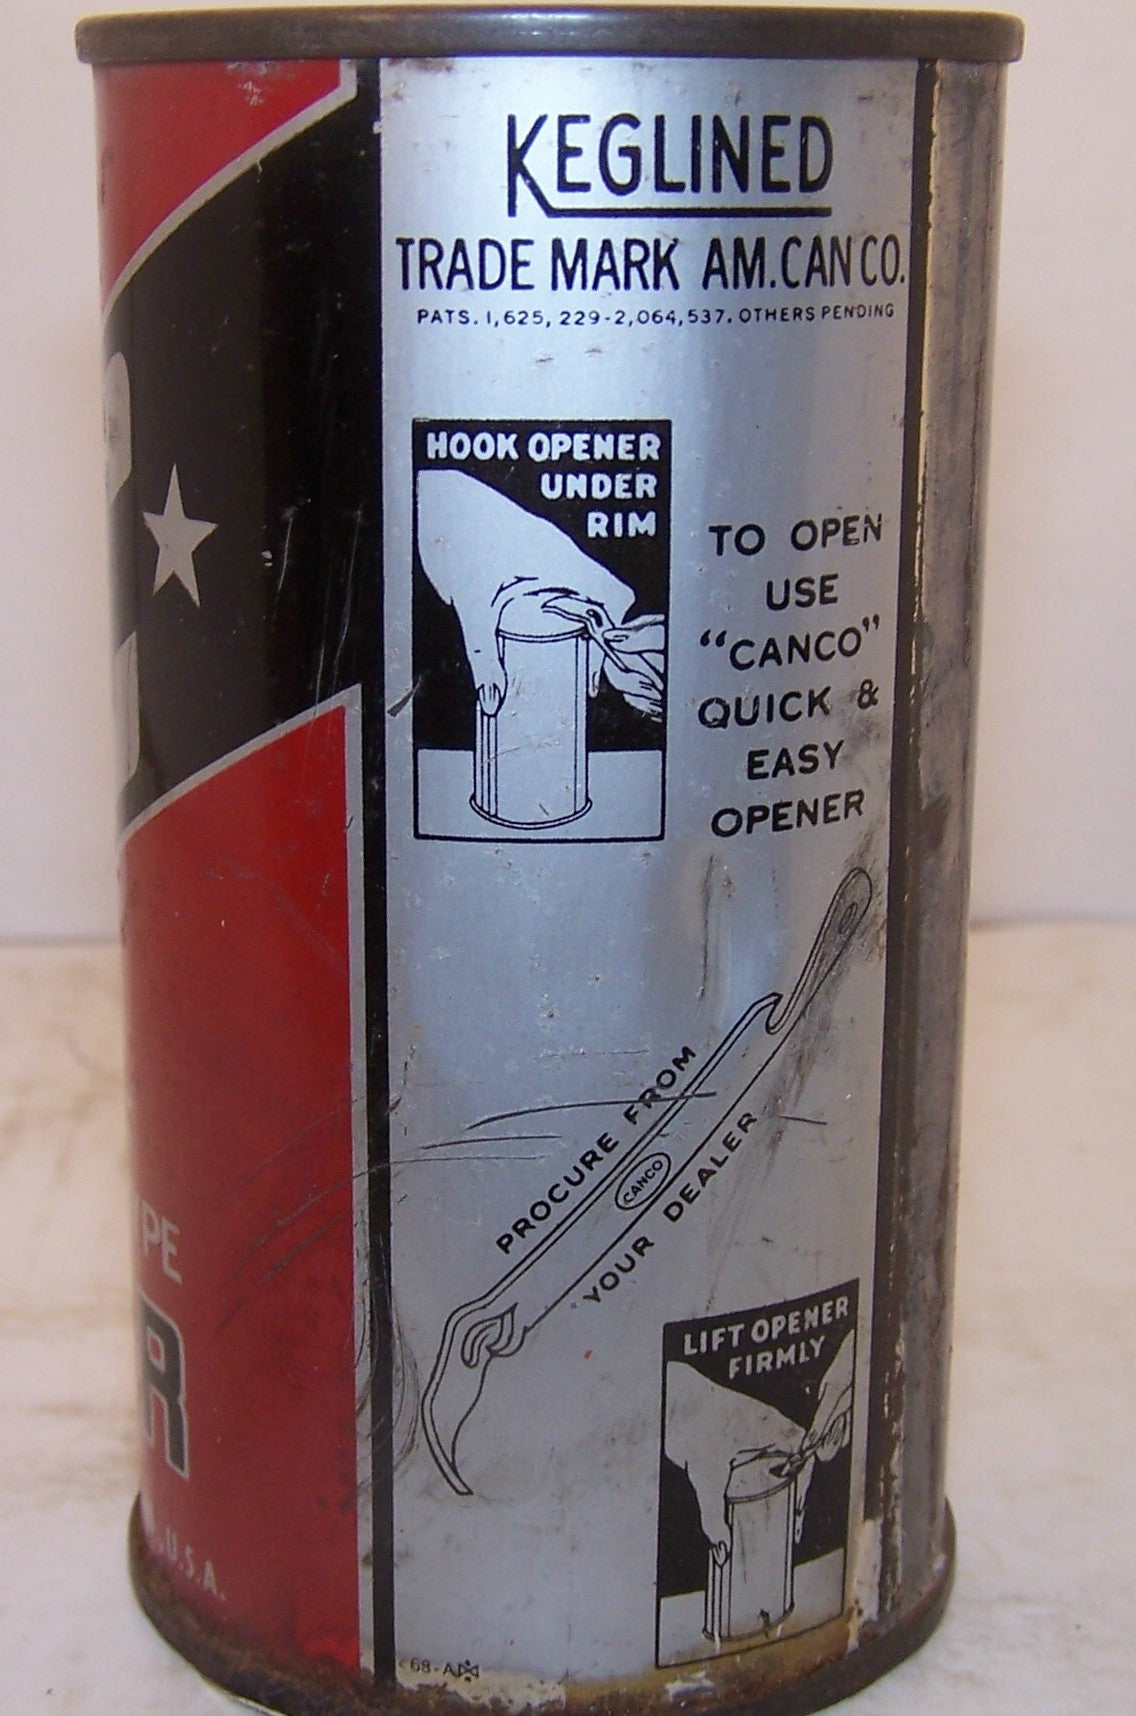 KEGLINED
TRADE MARK AM.CAN CO.
PATS. 1,625,229-2,064,537. OTHERS PENDING
HOOK OPENER
UNDER
RIM
TO OPEN
USE
“CANCO”
QUICK &
EASY
OPENER
PROCURE FROM
CANCO
YOUR DEALER
LIFT OPENER
FIRMLY
U.S.A.